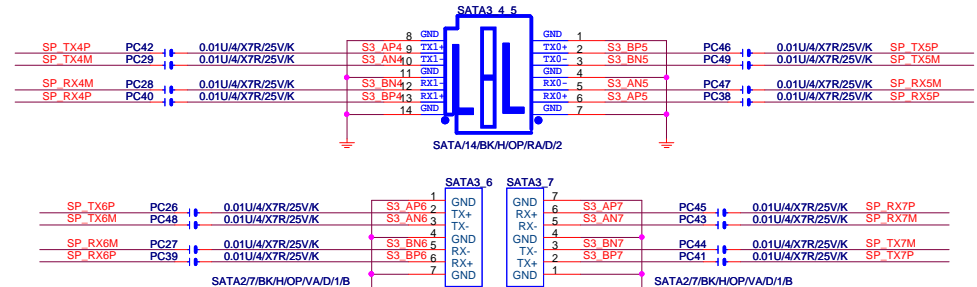 SATA3_4_5
8 GND GND 1
SP_TX4P PC42 0.01U/4/X7R/25V/K S3_AP4 9 TX1+ TX0+ 2 S3_BP5 PC46 0.01U/4/X7R/25V/K SP_TX5P
SP_TX4M PC29 0.01U/4/X7R/25V/K S3_AN4 10 TX1- TX0- 3 S3_BN5 PC49 0.01U/4/X7R/25V/K SP_TX5M
11 GND GND 4
SP_RX4M PC28 0.01U/4/X7R/25V/K S3_BN4 12 RX1- RX0- 5 S3_AN5 PC47 0.01U/4/X7R/25V/K SP_RX5M
SP_RX4P PC40 0.01U/4/X7R/25V/K S3_BP4 13 RX1+ RX0+ 6 S3_AP5 PC38 0.01U/4/X7R/25V/K SP_RX5P
14 GND GND 7
SATA/14/BK/H/OP/RA/D/2
SATA3_6 SATA3_7
1 GND GND 7
SP_TX6P PC26 0.01U/4/X7R/25V/K S3_AP6 2 TX+ RX+ 6 S3_AP7 PC45 0.01U/4/X7R/25V/K SP_RX7P
SP_TX6M PC48 0.01U/4/X7R/25V/K S3_AN6 3 TX- RX- 5 S3_AN7 PC43 0.01U/4/X7R/25V/K SP_RX7M
4 GND GND 4
SP_RX6M PC27 0.01U/4/X7R/25V/K S3_BN6 5 RX- TX- 3 S3_BN7 PC44 0.01U/4/X7R/25V/K SP_TX7M
SP_RX6P PC39 0.01U/4/X7R/25V/K S3_BP6 6 RX+ TX+ 2 S3_BP7 PC41 0.01U/4/X7R/25V/K SP_TX7P
7 GND GND 1
SATA2/7/BK/H/OP/VA/D/1/B SATA2/7/BK/H/OP/VA/D/1/B